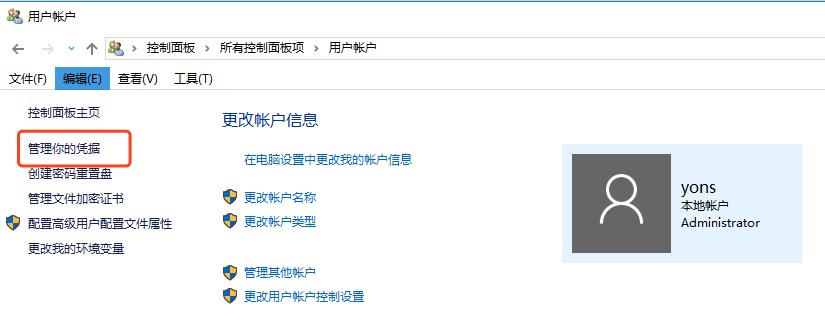 用户帐户
控制面板 所有控制面板项 用户帐户
文件(F) 编辑(E) 查看(V) 工具(T)
控制面板主页
管理你的凭据
创建密码重置盘
管理文件加密证书
配置高级用户配置文件属性
更改我的环境变量
更改帐户信息
在电脑设置中更改我的帐户信息
更改帐户名称
更改帐户类型
管理其他帐户
更改用户帐户控制设置
yons
本地帐户
Administrator